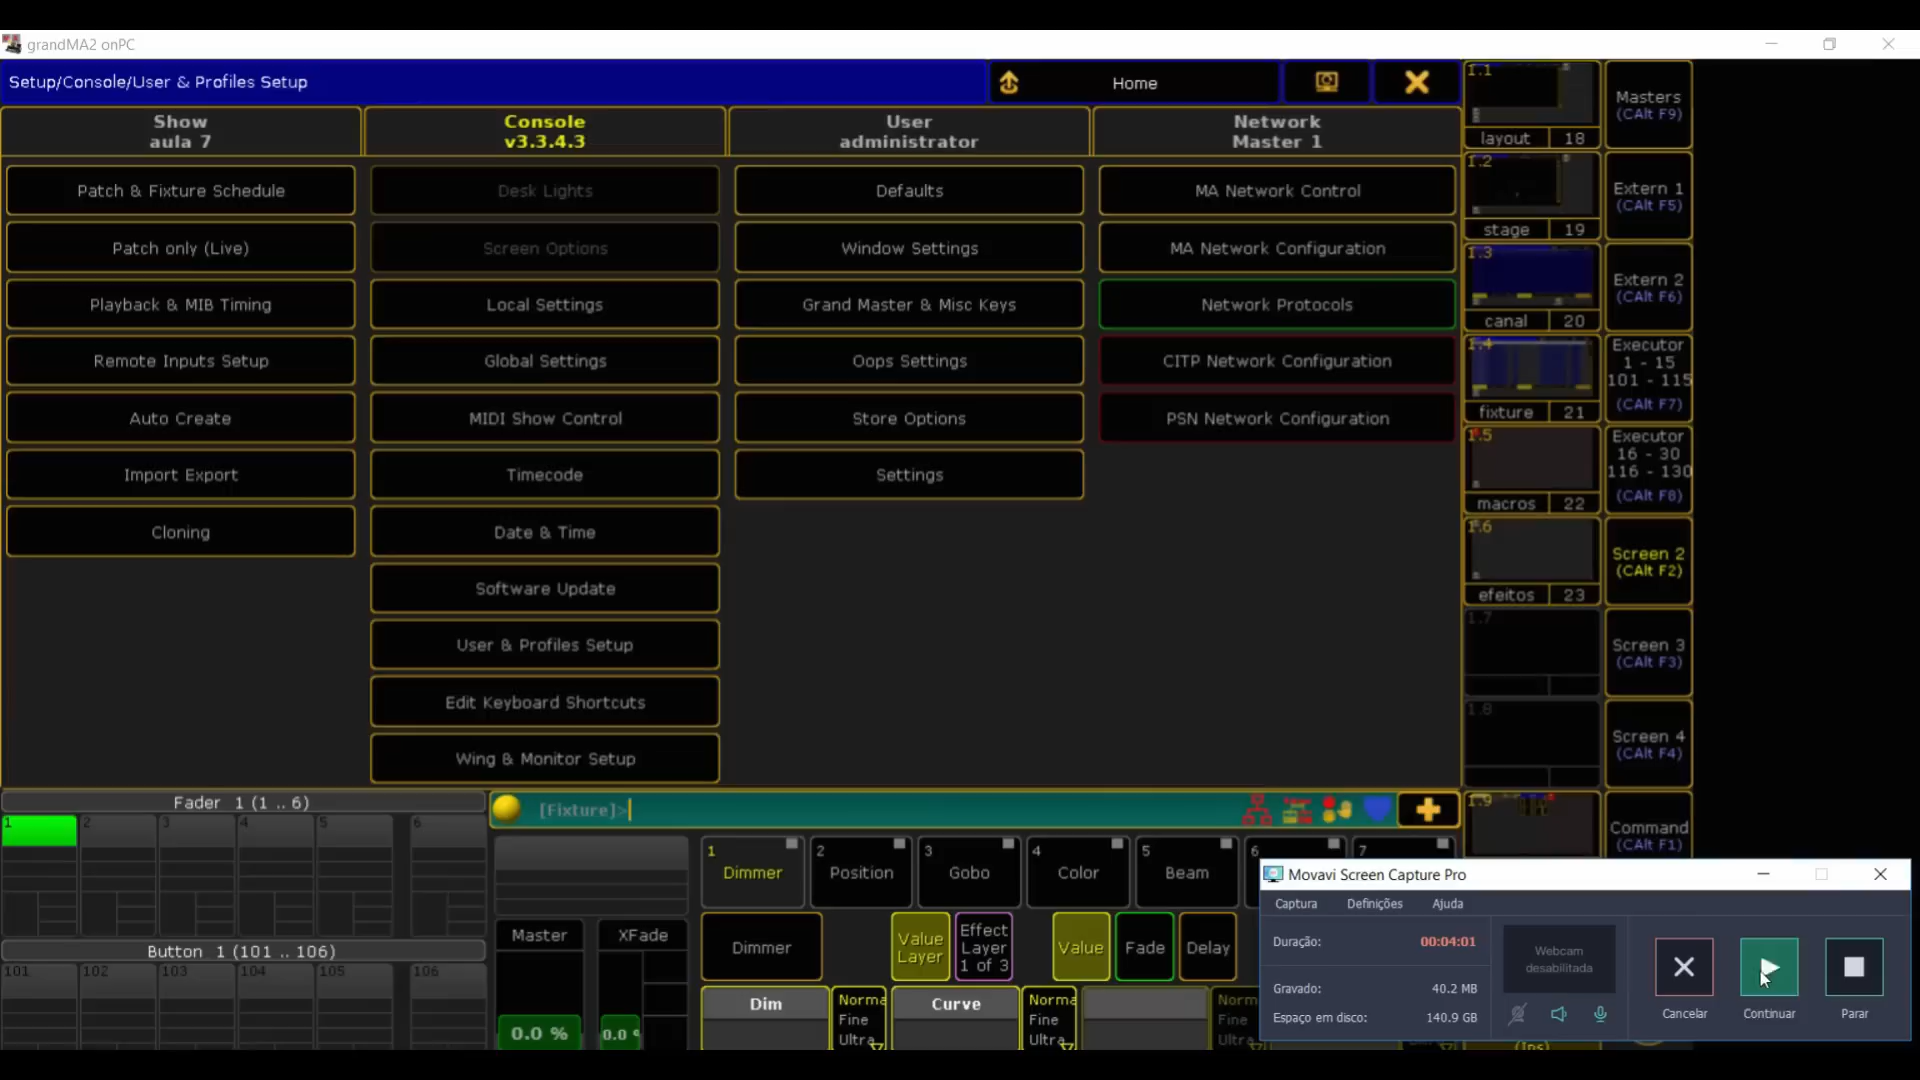 grandMA2 onPC
Setup/Console/User & Profiles Setup
Home
Show
aula 7
Console
v3.3.4.3
User
administrator
Network
Master 1
Patch & Fixture Schedule
Patch only (Live)
Playback & MIB Timing
Remote Inputs Setup
Auto Create
Import Export
Cloning
Desk Lights
Screen Options
Local Settings
Global Settings
MIDI Show Control
Timecode
Date & Time
Software Update
User & Profiles Setup
Edit Keyboard Shortcuts
Wing & Monitor Setup
Defaults
Window Settings
Grand Master & Misc Keys
Oops Settings
Store Options
Settings
MA Network Control
MA Network Configuration
Network Protocols
CITP Network Configuration
PSN Network Configuration
1.1
layout 18
1.2
stage 19
1.3
canal 20
1.4
fixture 21
1.5
macros 22
1.6
efeitos 23
1.7
1.8
1.9
Masters
(CAlt F9)
Extern 1
(CAlt F5)
Extern 2
(CAlt F6)
Executor
1 - 15
101 - 115
(CAlt F7)
Executor
16 - 30
116 - 130
(CAlt F8)
Screen 2
(CAlt F2)
Screen 3
(CAlt F3)
Screen 4
(CAlt F4)
Command
(CAlt F1)
Fader 1 (1 .. 6)
1 2 3 4 5 6
Button 1 (101 .. 106)
101 102 103 104 105 106
[Fixture]>
Master
0.0 %
XFade
0.0 %
1
Dimmer
2
Position
3
Gobo
4
Color
5
Beam
6
7
Dimmer
Value
Layer
Effect
Layer
1 of 3
Value
Fade
Delay
Dim
Norma
Fine
Ultra
Curve
Norma
Fine
Ultra
Norm
Fine
Ultra
Movavi Screen Capture Pro
Captura Definições Ajuda
Duração: 00:04:01
Gravado: 40.2 MB
Espaço em disco: 140.9 GB
Webcam
desabilitada
Cancelar
Continuar
Parar
(Ins)